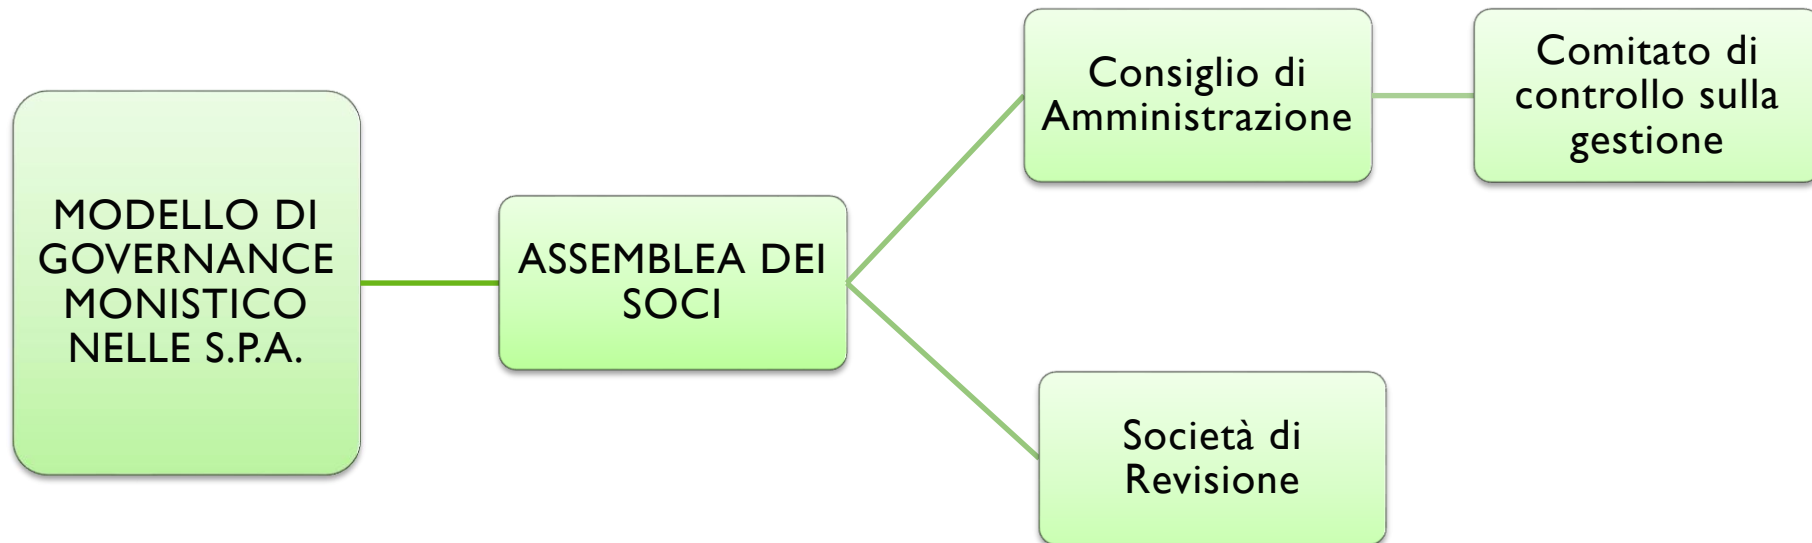 MODELLO DI
GOVERNANCE
MONISTICO
NELLE S.P.A.
ASSEMBLEA DEI
SOCI
Consiglio di
Amministrazione
Comitato di
controllo sulla
gestione
Società di
Revisione